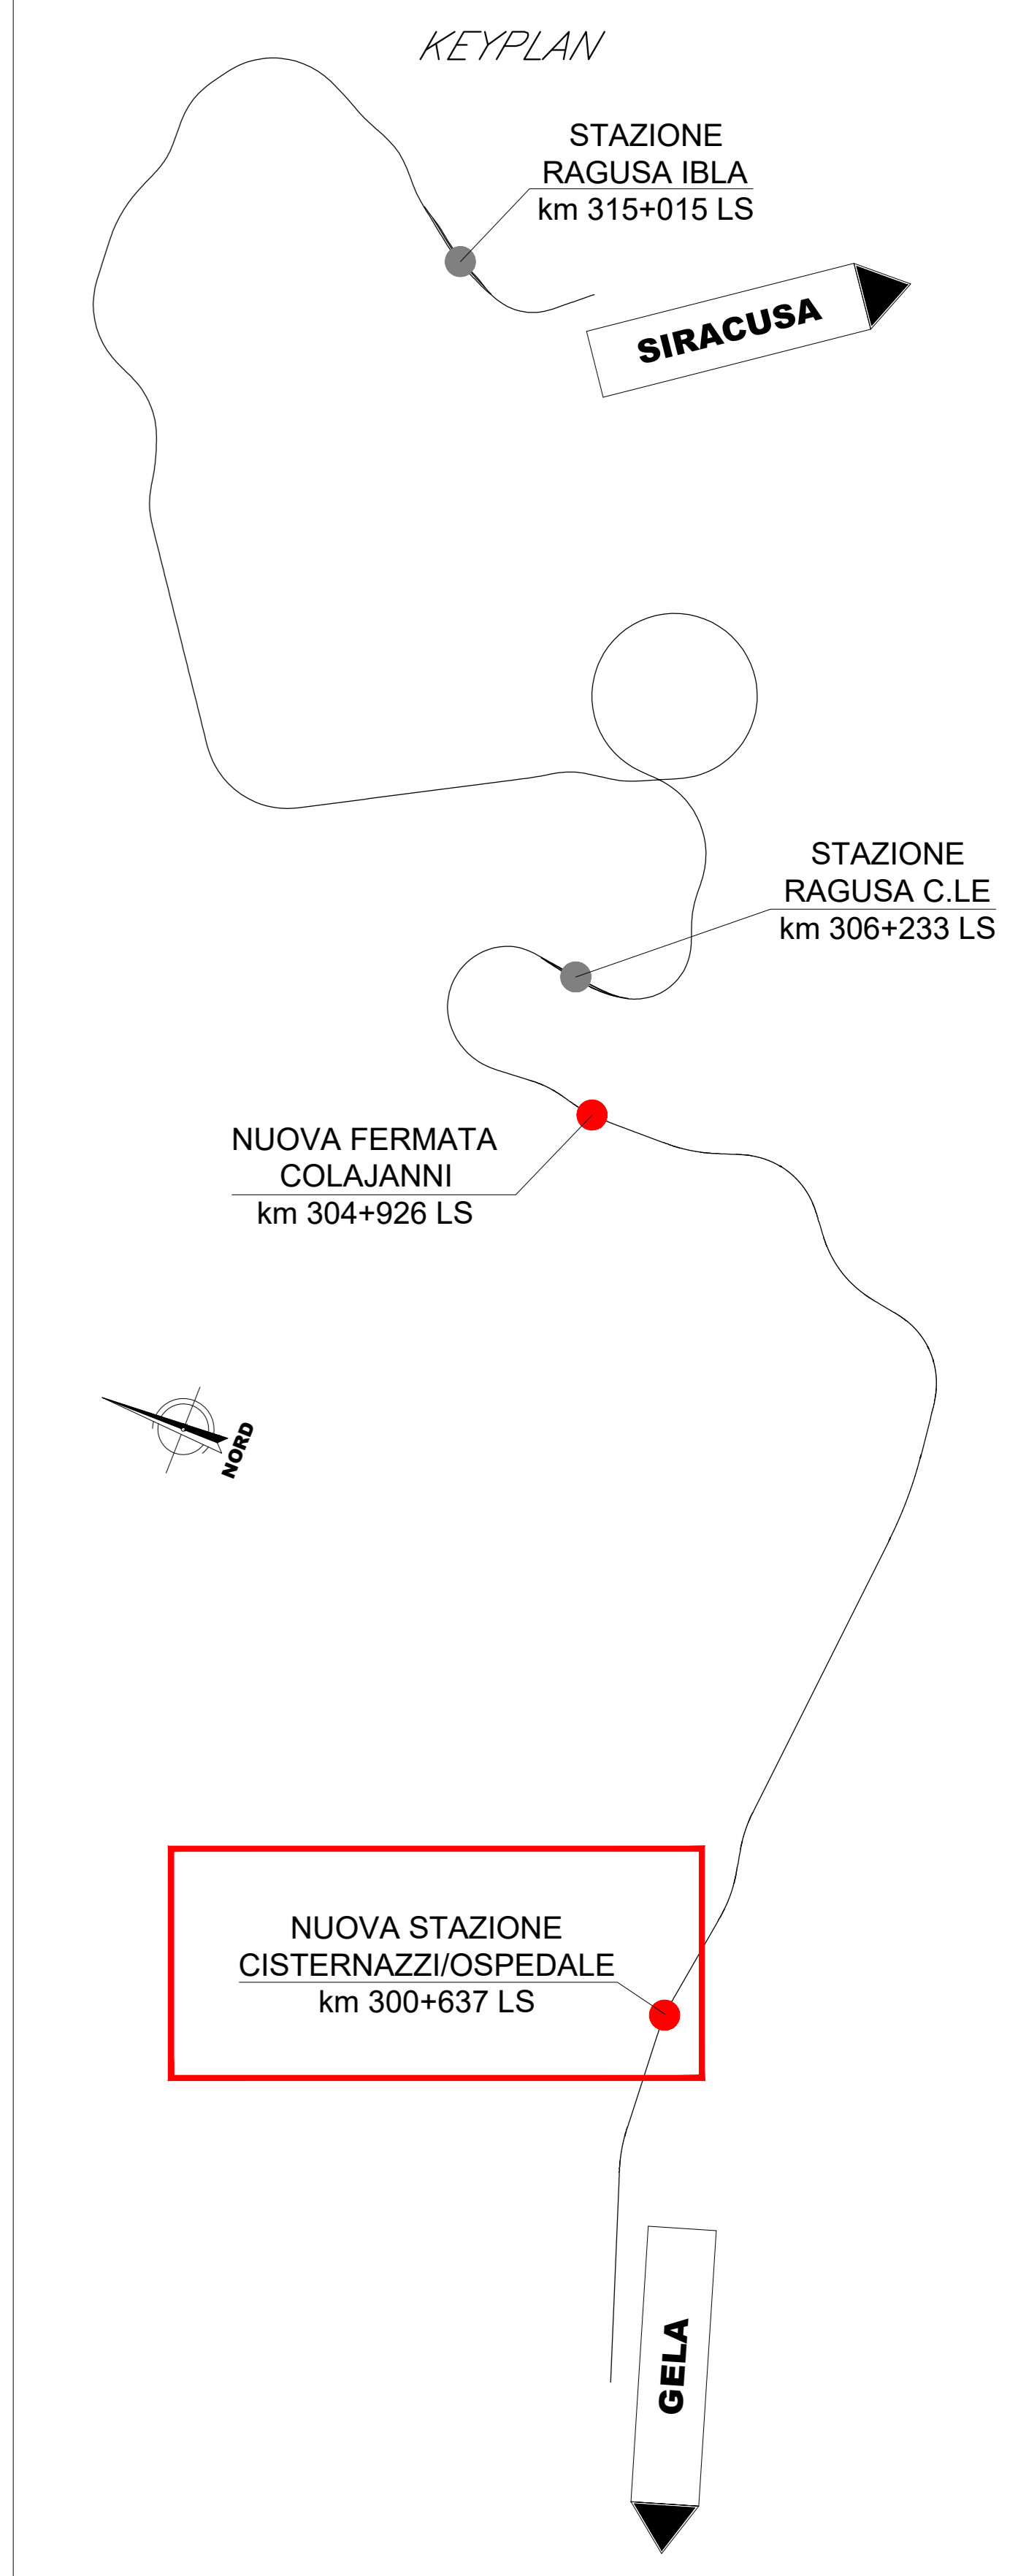 KEYPLAN
STAZIONE
RAGUSA IBLA
km 315+015 LS
SIRACUSA
STAZIONE
RAGUSA C.LE
km 306+233 LS
NUOVA FERMATA
COLAJANNI
km 304+926 LS
NORD
NUOVA STAZIONE
CISTERNAZZI/OSPEDALE
km 300+637 LS
GELA